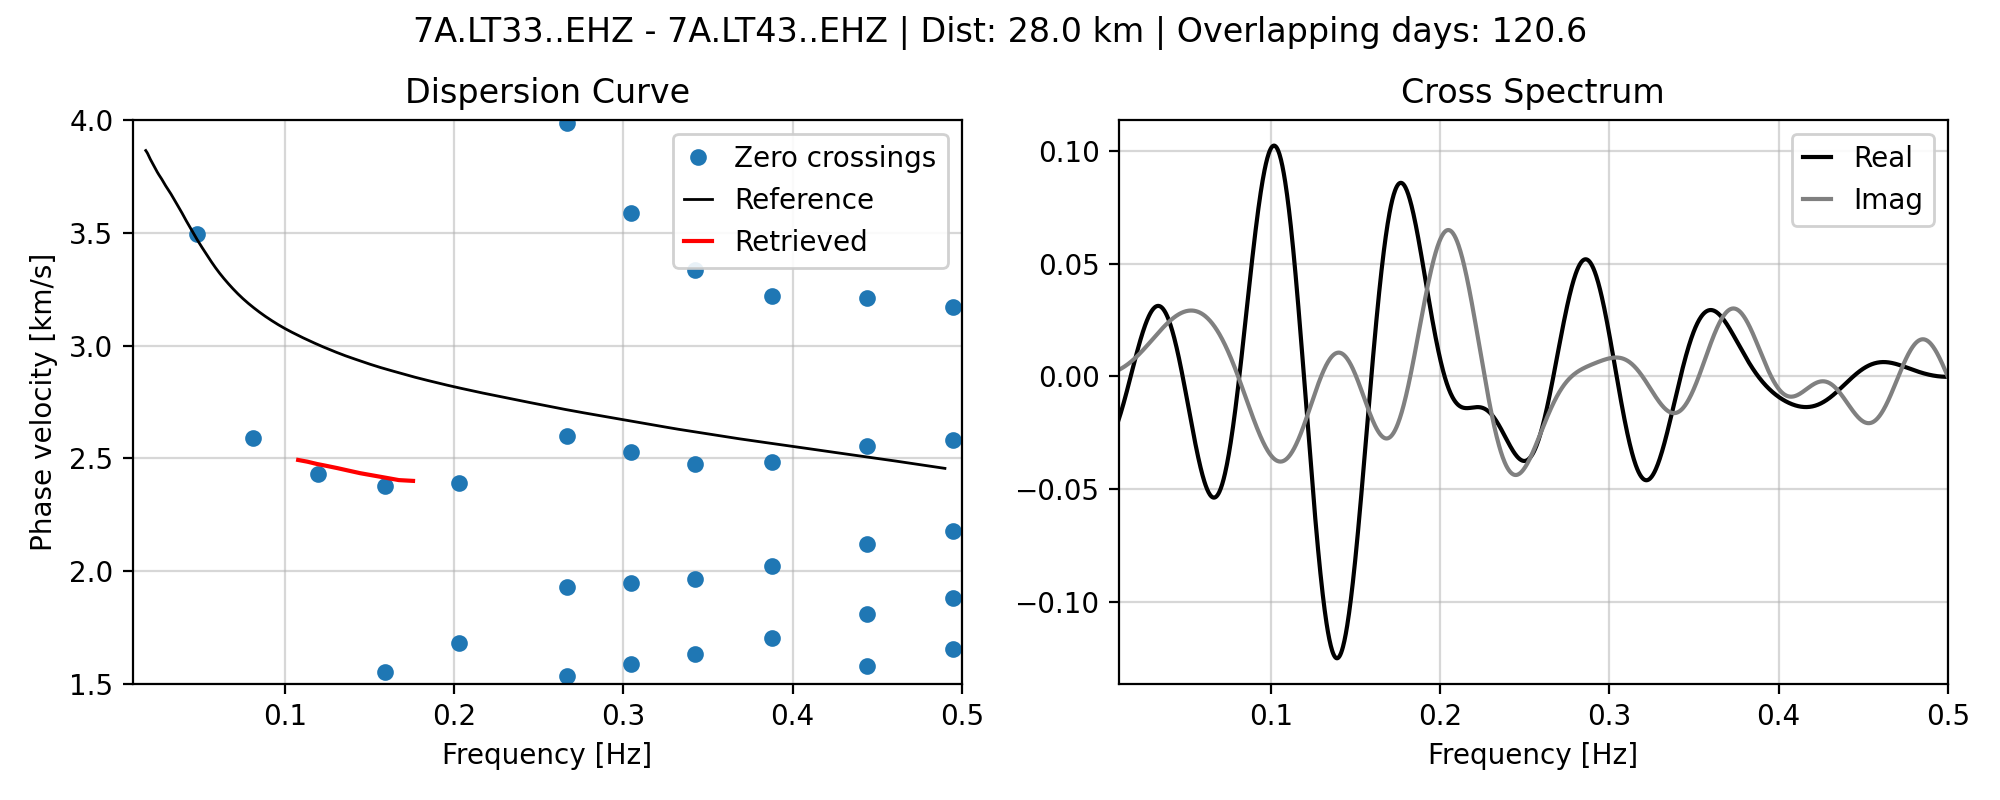 7A.LT33..EHZ - 7A.LT43..EHZ | Dist: 28.0 km | Overlapping days: 120.6
Dispersion Curve
4.0
3.5
3.0
2.5
2.0
1.5
Phase velocity [km/s]
0.1
0.2
0.3
0.4
0.5
Frequency [Hz]
Zero crossings
Reference
Retrieved
Cross Spectrum
0.10
0.05
0.00
−0.05
−0.10
0.1
0.2
0.3
0.4
0.5
Frequency [Hz]
Real
Imag